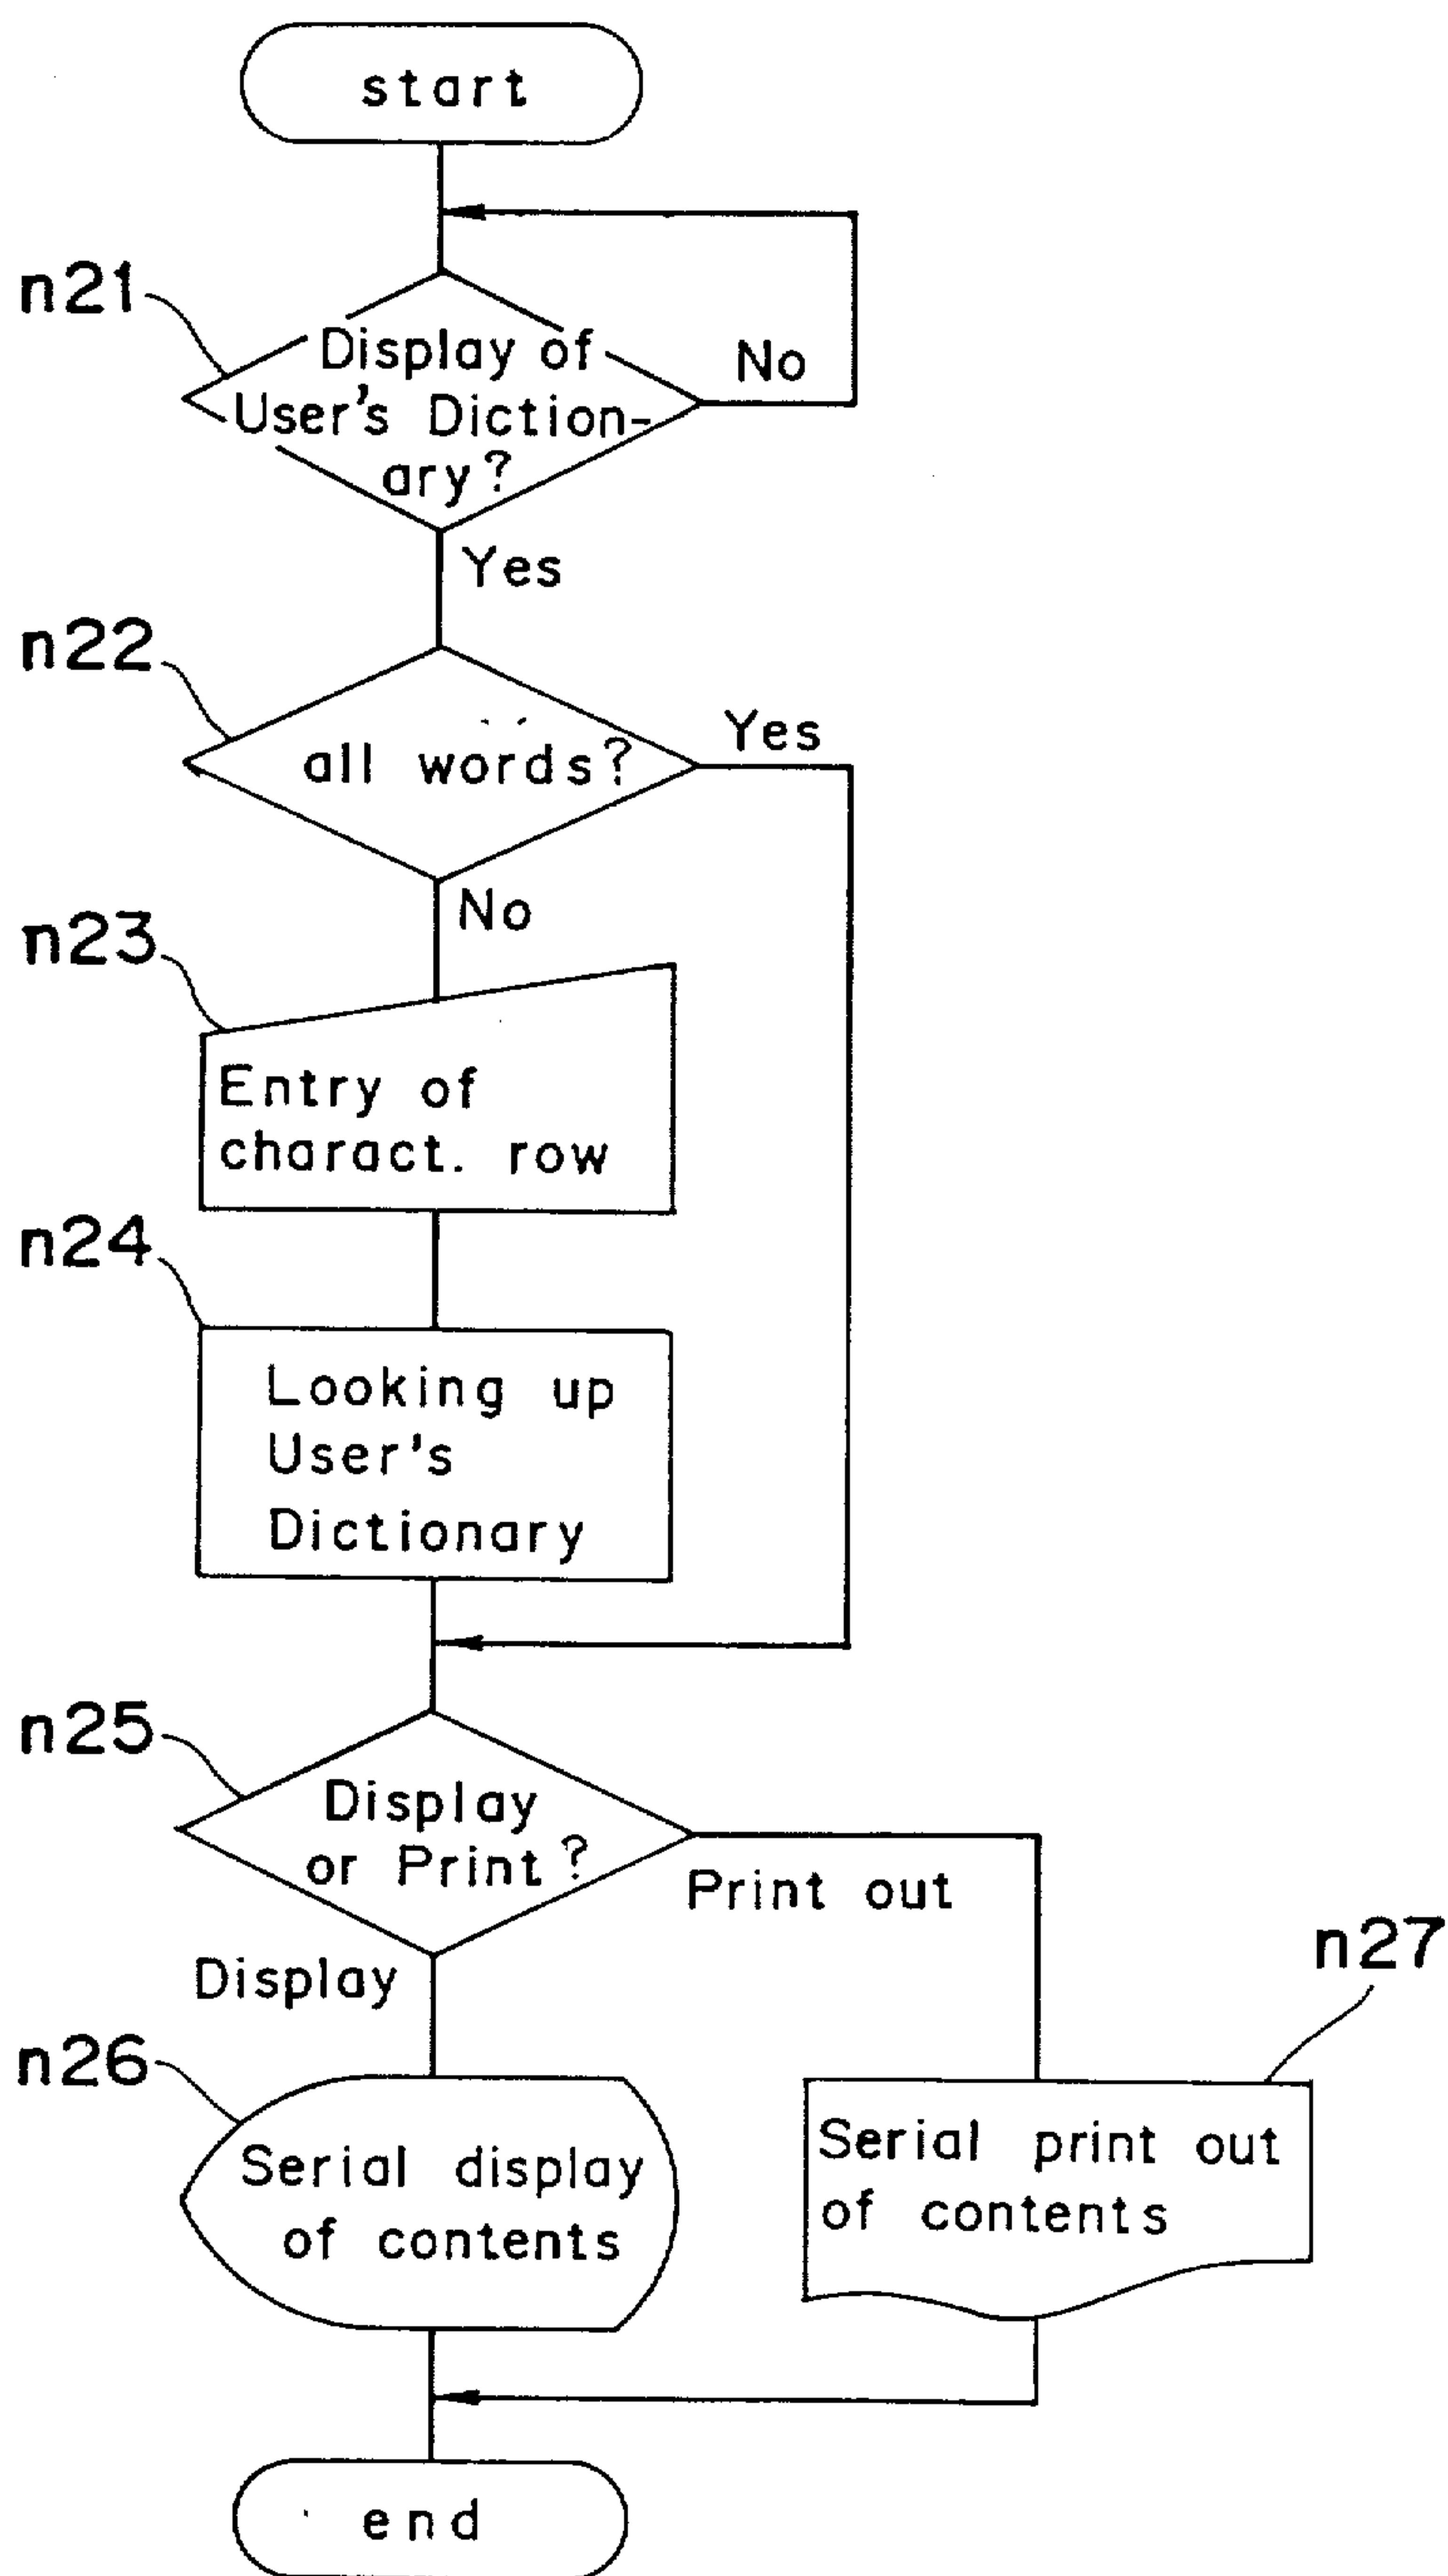 start
n21
Display of
User's Diction-
ary?
No
Yes
n22
all words?
Yes
No
n23
Entry of
charact. row
n24
Looking up
User's
Dictionary
n25
Display
or Print?
Print out
Display
n26
Serial display
of contents
n27
Serial print out
of contents
end